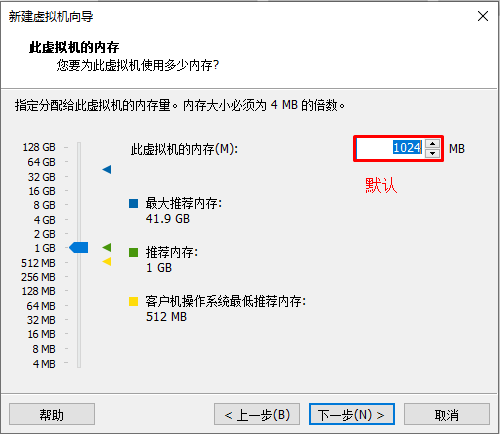 新建虚拟机向导
此虚拟机的内存
您要为此虚拟机使用多少内存?
指定分配给此虚拟机的内存量。内存大小必须为 4 MB 的倍数。
此虚拟机的内存(M):
1024
MB
默认
128 GB
64 GB
32 GB
16 GB
8 GB
4 GB
2 GB
1 GB
512 MB
256 MB
128 MB
64 MB
32 MB
16 MB
8 MB
4 MB
最大推荐内存:
41.9 GB
推荐内存:
1 GB
客户机操作系统最低推荐内存:
512 MB
帮助
< 上一步(B)
下一步(N) >
取消